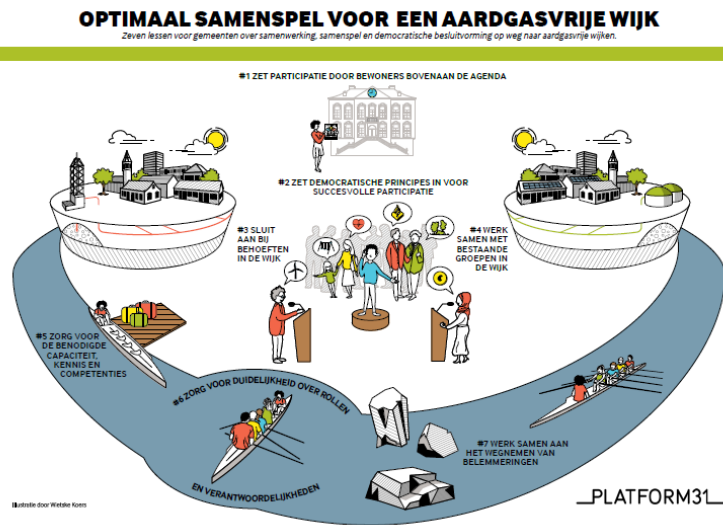 OPTIMAAL SAMENSPEL VOOR EEN AARDGASVRIJE WIJK
Zeven lessen voor gemeenten over samenwerking, samenspel en democratische besluitvorming op weg naar aardgasvrije wijken.
#1 ZET PARTICIPATIE DOOR BEWONERS BOVENAAN DE AGENDA
#2 ZET DEMOCRATISCHE PRINCIPES IN VOOR
SUCCESVOLLE PARTICIPATIE
#3 SLUIT
AAN BIJ
BEHOEFTEN
IN DE WIJK
#4 WERK
SAMEN MET
BESTAANDE
GROEPEN IN
DE WIJK
#5 ZORG VOOR
DE BENODIGDE
CAPACITEIT,
KENNIS EN
COMPETENTIES
#6 ZORG VOOR DUIDELIJKHEID OVER ROLLEN
EN VERANTWOORDELIJKHEDEN
#7 WERK SAMEN AAN
HET WEGNEMEN VAN
BELEMMERINGEN
Illustratie door Wietske Koers
PLATFORM31